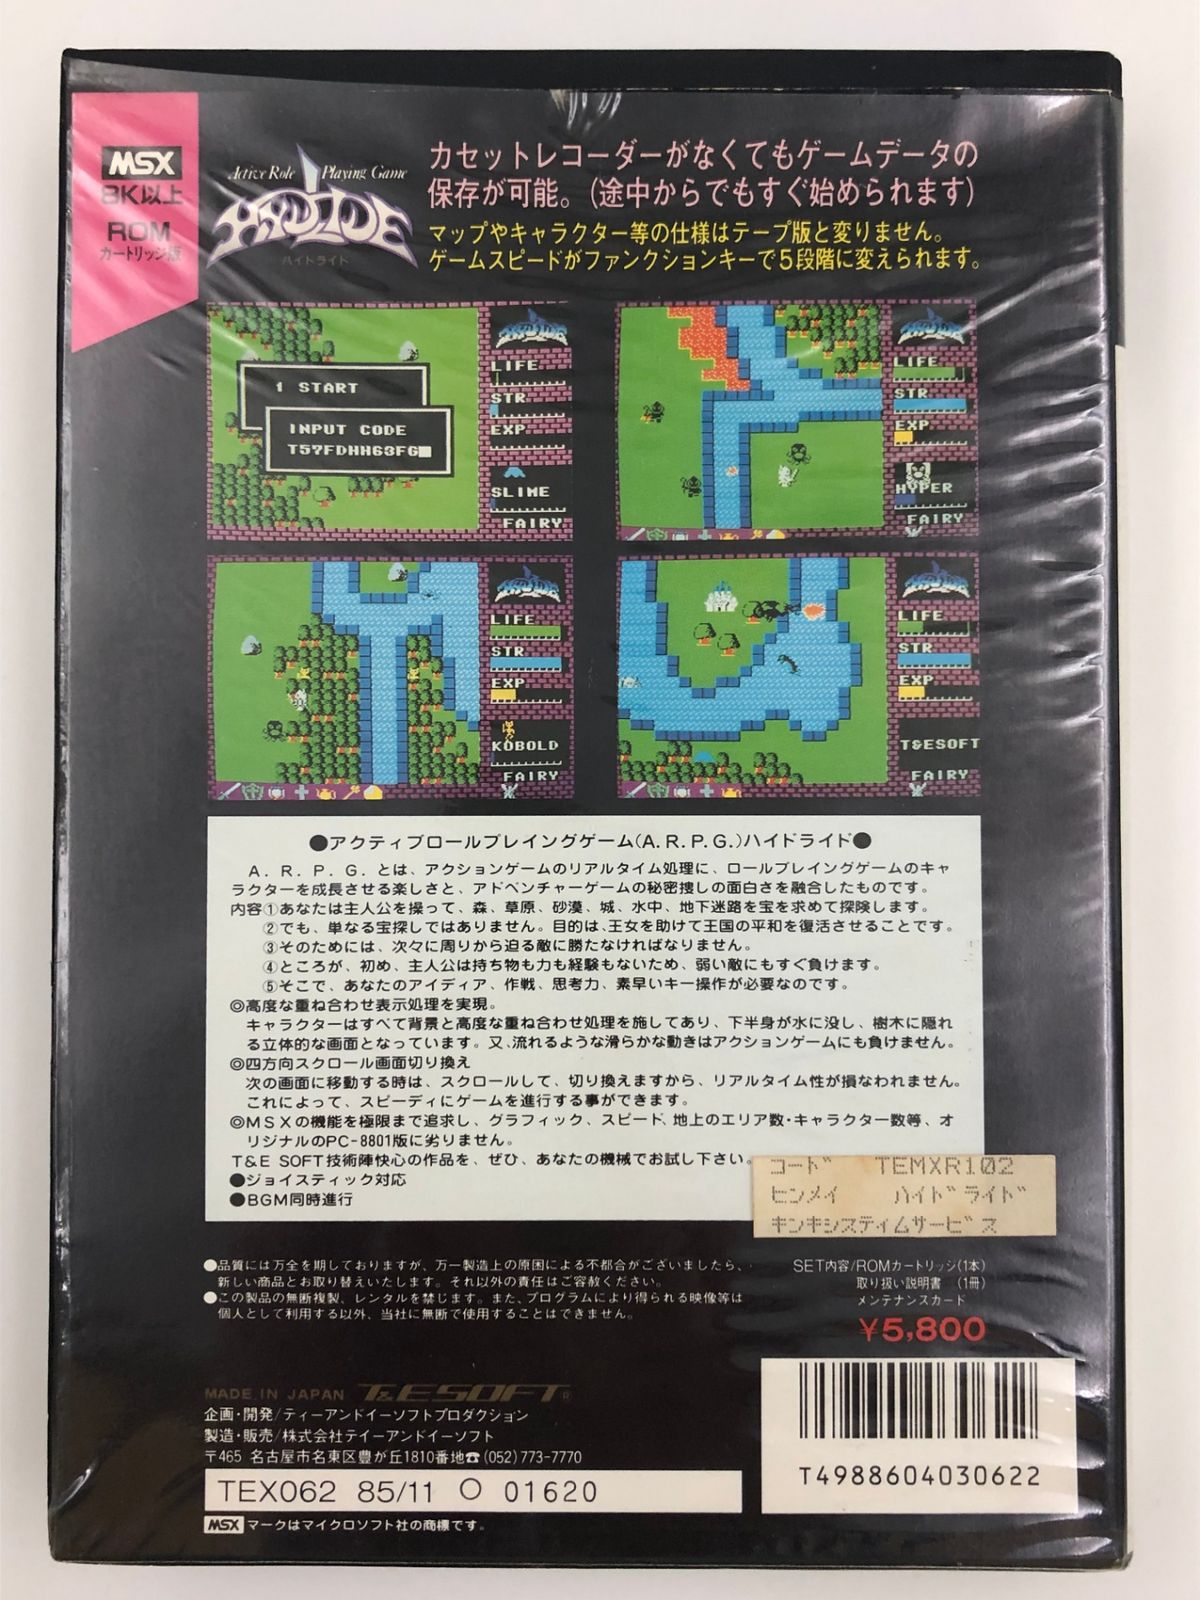 MSX
8K以上
ROM
カートリッジ版
Active Role Playing Game
HYDLIDE
ハイドライド
カセットレコーダーがなくてもゲームデータの
保存が可能。(途中からでもすぐ始められます)
マップやキャラクター等の仕様はテープ版と変りません。
ゲームスピードがファンクションキーで5段階に変えられます。
1 START
INPUT CODE
T57FDHH63FG
HYDLIDE
LIFE
STR
EXP
SLIME
FAIRY
HYDLIDE
LIFE
STR
EXP
HYPER
FAIRY
HYDLIDE
LIFE
STR
EXP
KOBOLD
FAIRY
HYDLIDE
LIFE
STR
EXP
T&ESOFT
FAIRY
●アクティブロールプレイングゲーム(A.R.P.G.)ハイドライド●
A.R.P.G.とは、アクションゲームのリアルタイム処理に、ロールプレイングゲームのキャ
ラクターを成長させる楽しさと、アドベンチャーゲームの秘密捜しの面白さを融合したものです。
内容①あなたは主人公を操って、森、草原、砂漠、城、水中、地下迷路を宝を求めて探険します。
②でも、単なる宝探しではありません。目的は、王女を助けて王国の平和を復活させることです。
③そのためには、次々に周りから迫る敵に勝たなければなりません。
④ところが、初め、主人公は持ち物も力も経験もないため、弱い敵にもすぐ負けます。
⑤そこで、あなたのアイディア、作戦、思考力、素早いキー操作が必要なのです。
◎高度な重ね合わせ表示処理を実現。
キャラクターはすべて背景と高度な重ね合わせ処理を施してあり、下半身が水に没し、樹木に隠れ
る立体的な画面となっています。又、流れるような滑らかな動きはアクションゲームにも負けません。
◎四方向スクロール画面切り換え
次の画面に移動する時は、スクロールして、切り換えますから、リアルタイム性が損なわれません。
これによって、スピーディにゲームを進行する事ができます。
◎MSXの機能を極限まで追求し、グラフィック、スピード、地上のエリア数・キャラクター数等、オ
リジナルのPC-8801版に劣りません。
T&E SOFT技術陣快心の作品を、ぜひ、あなたの機械でお試し下さい。
●ジョイスティック対応
●BGM同時進行
コード TEMXR102
ヒンメイ ハイドライド
キンキシスティムサービス
●品質には万全を期しておりますが、万一製造上の原因による不都合がございましたら、
新しい商品とお取り替えいたします。それ以外の責任はご容赦ください。
●この製品の無断複製、レンタルを禁じます。また、プログラムにより得られる映像等は
個人として利用する以外、当社に無断で使用することはできません。
SET内容/ROMカートリッジ(1本)
取り扱い説明書 (1冊)
メンテナンスカード
¥5,800
MADE IN JAPAN T&ESOFT®
企画・開発/ティーアンドイーソフトプロダクション
製造・販売/株式会社テイーアンドイーソフト
〒465 名古屋市名東区豊が丘1810番地☎(052)773-7770
TEX062 85/11 ○ 01620
T4988604030622
MSX マークはマイクロソフト社の商標です。